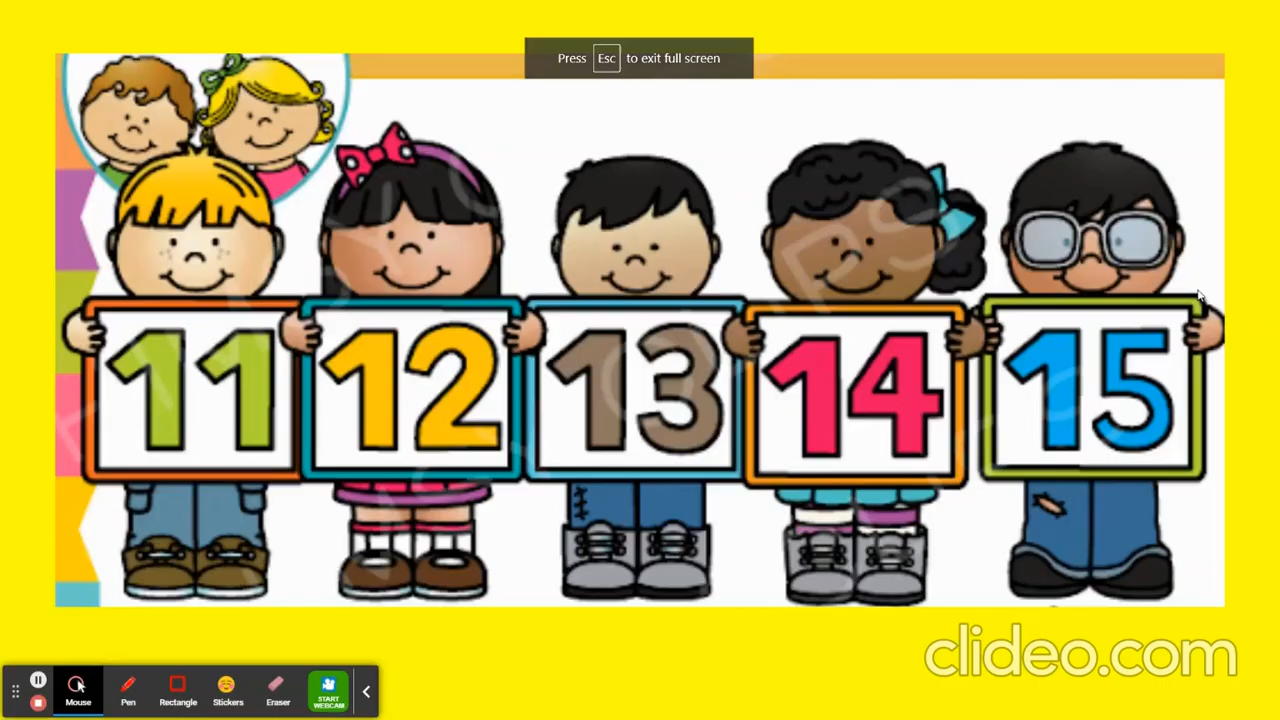 Press Esc to exit full screen
11 12 13 14 15
clideo.com
Mouse Pen Rectangle Stickers Eraser START WEBCAM